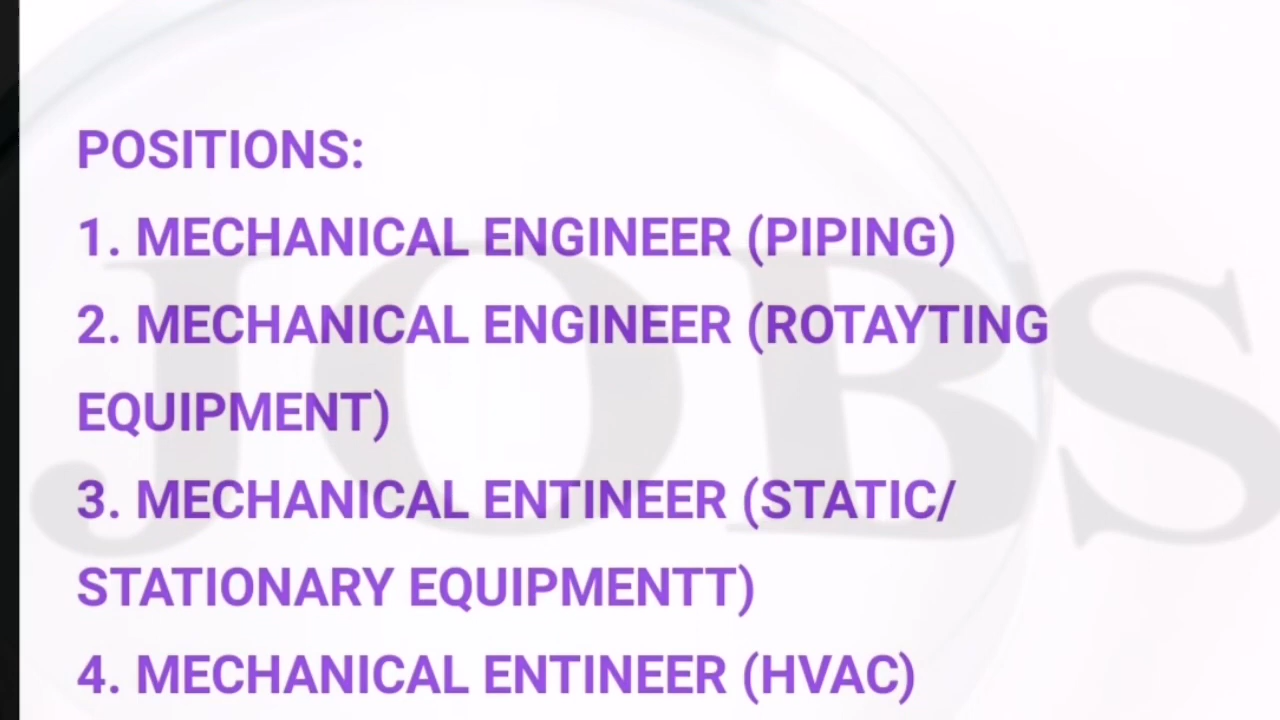 POSITIONS:
1. MECHANICAL ENGINEER (PIPING)
2. MECHANICAL ENGINEER (ROTAYTING
EQUIPMENT)
3. MECHANICAL ENTINEER (STATIC/
STATIONARY EQUIPMENTT)
4. MECHANICAL ENTINEER (HVAC)
JOBS